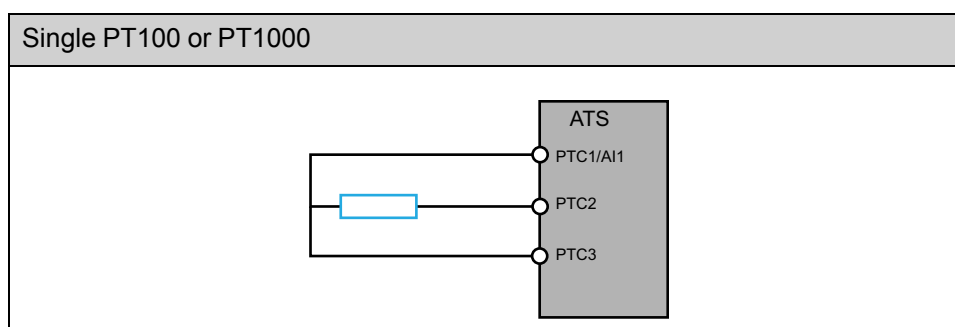 Single PT100 or PT1000
ATS
PTC1/AI1
PTC2
PTC3